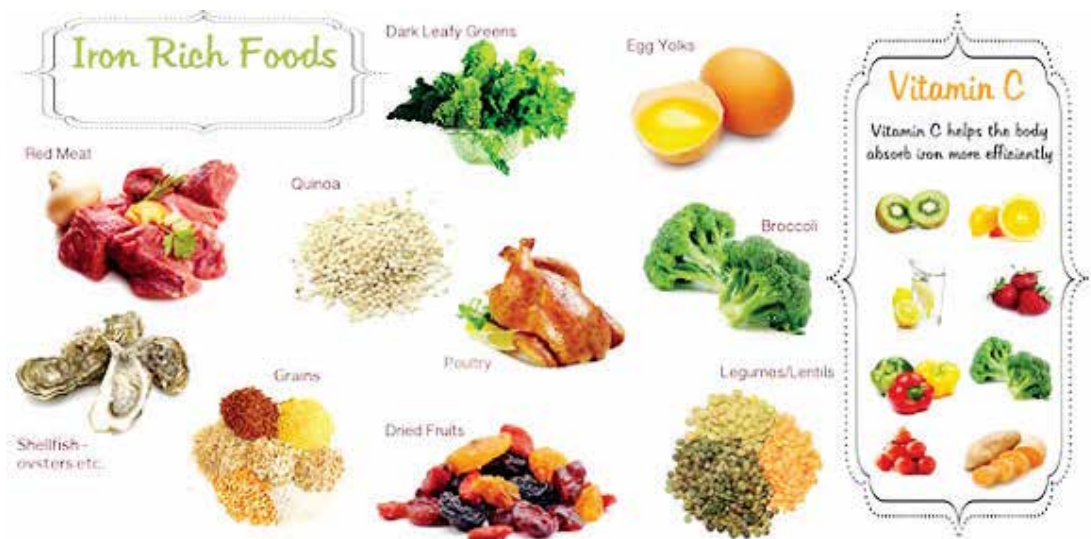 Iron Rich Foods
Dark Leafy Greens
Egg Yolks
Vitamin C
Vitamin C helps the body
absorb iron more efficiently
Red Meat
Quinoa
Broccoli
Poultry
Grains
Legumes/Lentils
Shellfish -
oysters etc.
Dried Fruits